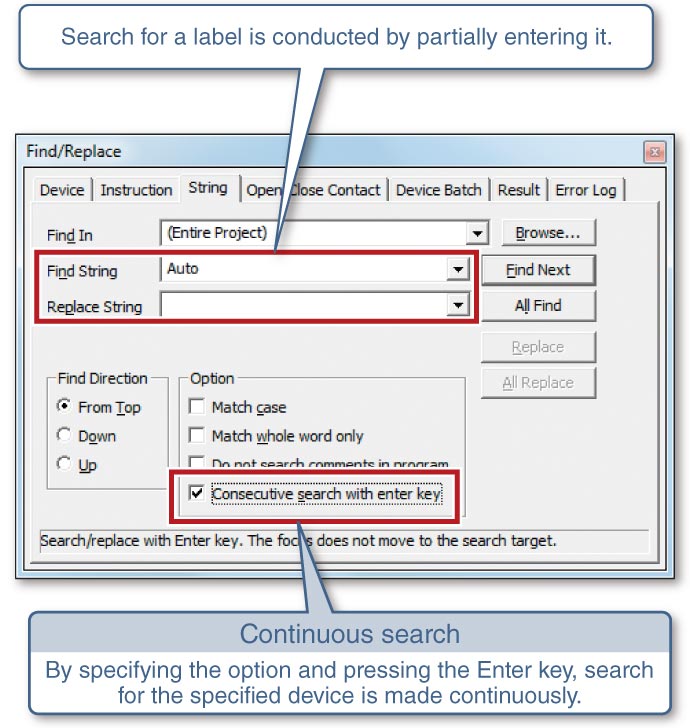 Search for a label is conducted by partially entering it.
Find/Replace
Device Instruction String Open Close Contact Device Batch Result Error Log
Find In (Entire Project) Browse...
Find String Auto Find Next
Replace String All Find
Replace
All Replace
Find Direction Option
From Top Match case
Down Match whole word only
Up Do not search comments in program
Consecutive search with enter key
Search/replace with Enter key. The focus does not move to the search target.
Continuous search
By specifying the option and pressing the Enter key, search
for the specified device is made continuously.